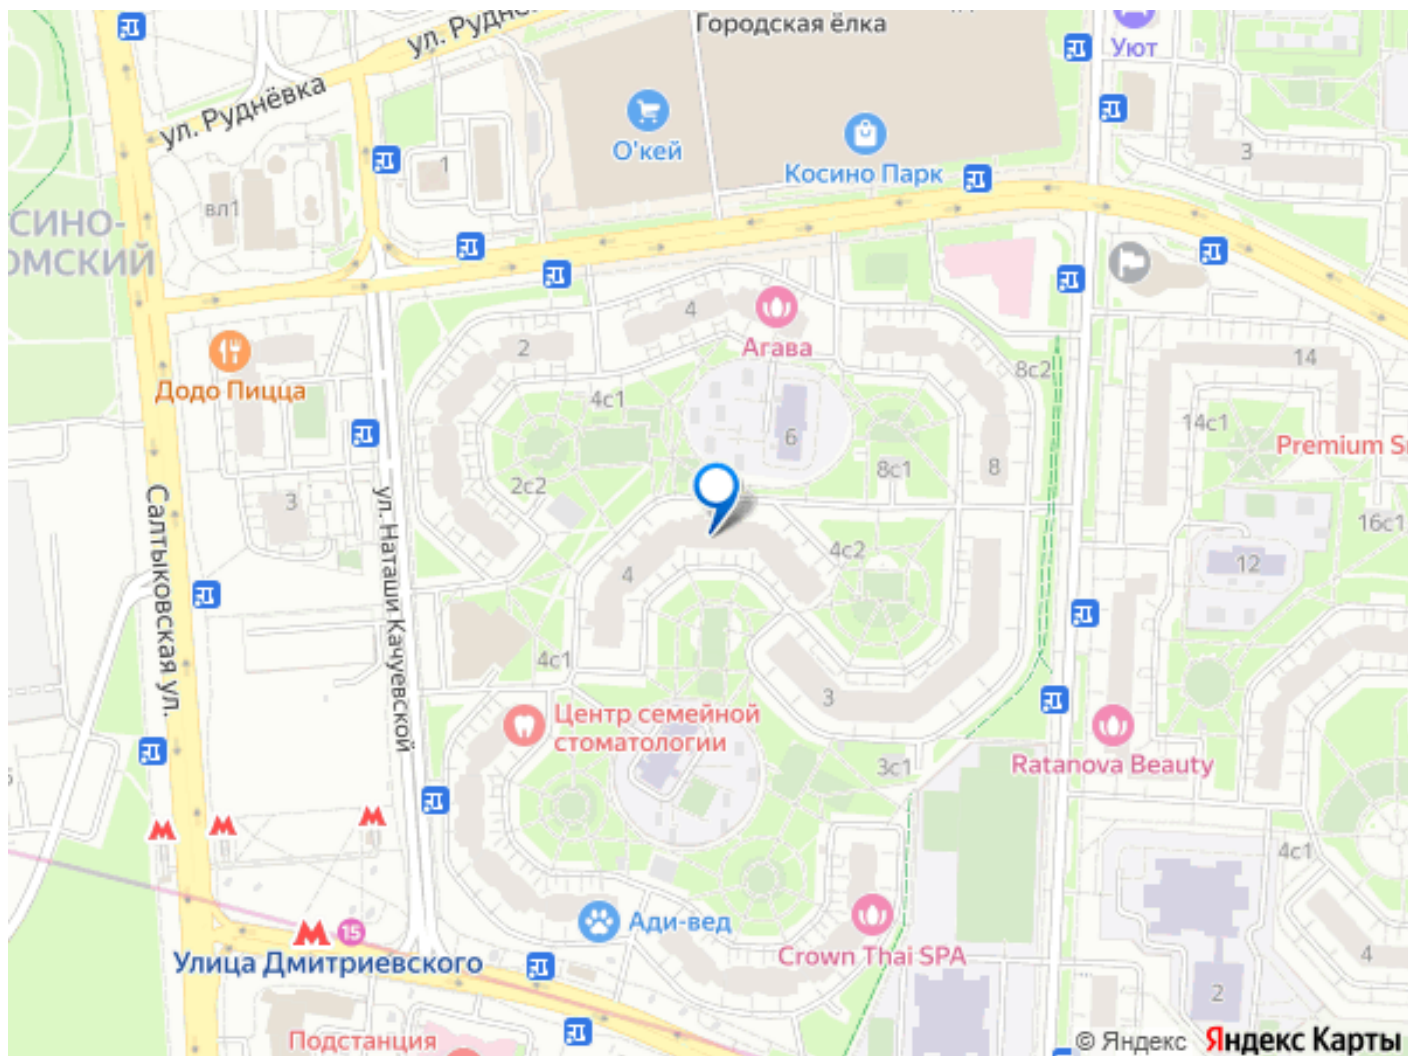 Городская ёлка
ул. Рудне
Уют
ул. Руднёвка
О'кей
Косино Парк
1
3
вл1
СИНО-
ОМСКИЙ
4
2
Агава
14
8с2
Додо Пицца
4с1
14с1
6
Premium S
8с1
8
2с2
3
16с1
4с2
12
4
Салтыковская ул.
ул. Наташи Качуевской
4с1
3
Центр семейной
стоматологии
3с1
Ratanova Beauty
4с1
15
Ади-вед
Crown Thai SPA
4
Улица Дмитриевского
2
Подстанция
© Яндекс Яндекс Карты